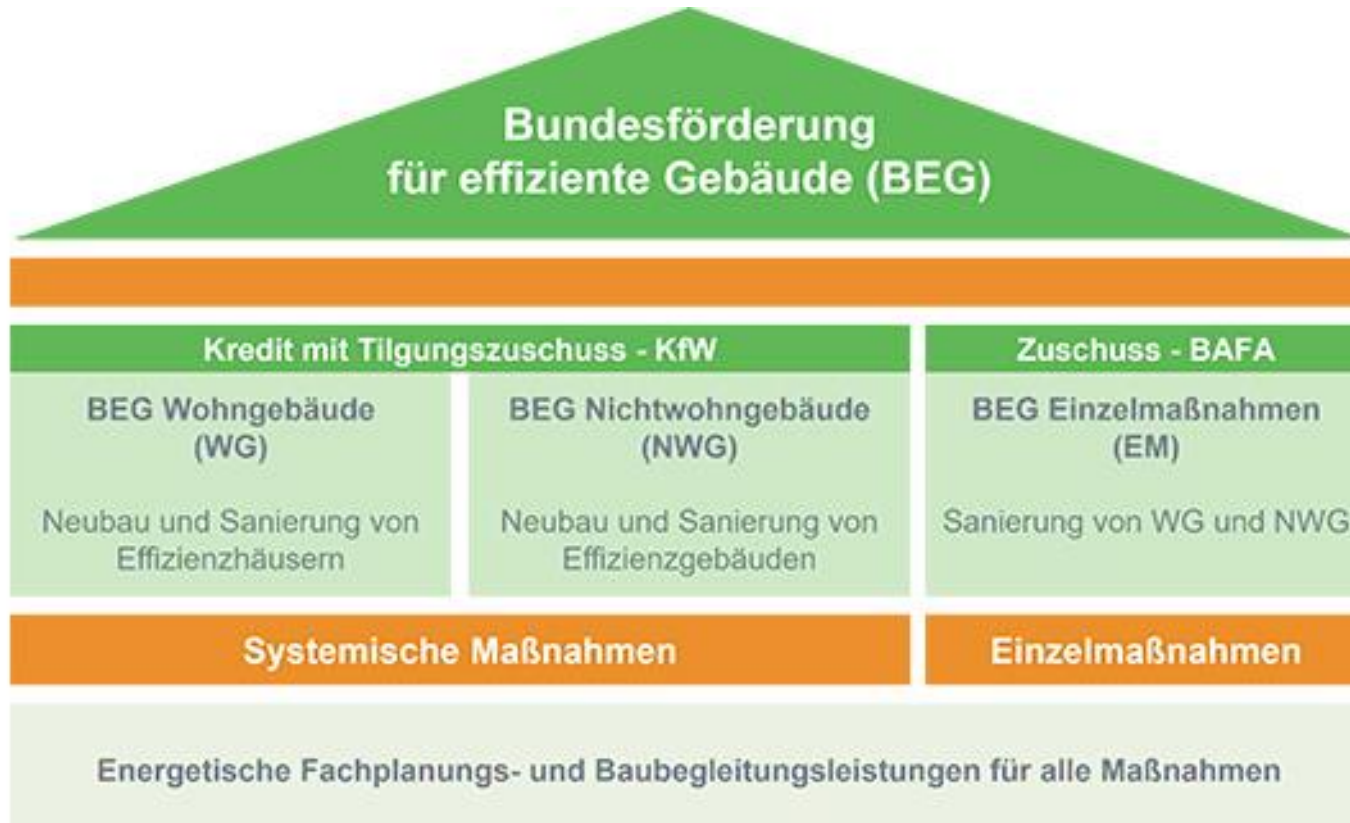 Bundesförderung
für effiziente Gebäude (BEG)
Kredit mit Tilgungszuschuss - KfW
Zuschuss - BAFA
BEG Wohngebäude
(WG)
Neubau und Sanierung von
Effizienzhäusern
BEG Nichtwohngebäude
(NWG)
Neubau und Sanierung von
Effizienzgebäuden
BEG Einzelmaßnahmen
(EM)
Sanierung von WG und NWG
Systemische Maßnahmen
Einzelmaßnahmen
Energetische Fachplanungs- und Baubegleitungsleistungen für alle Maßnahmen